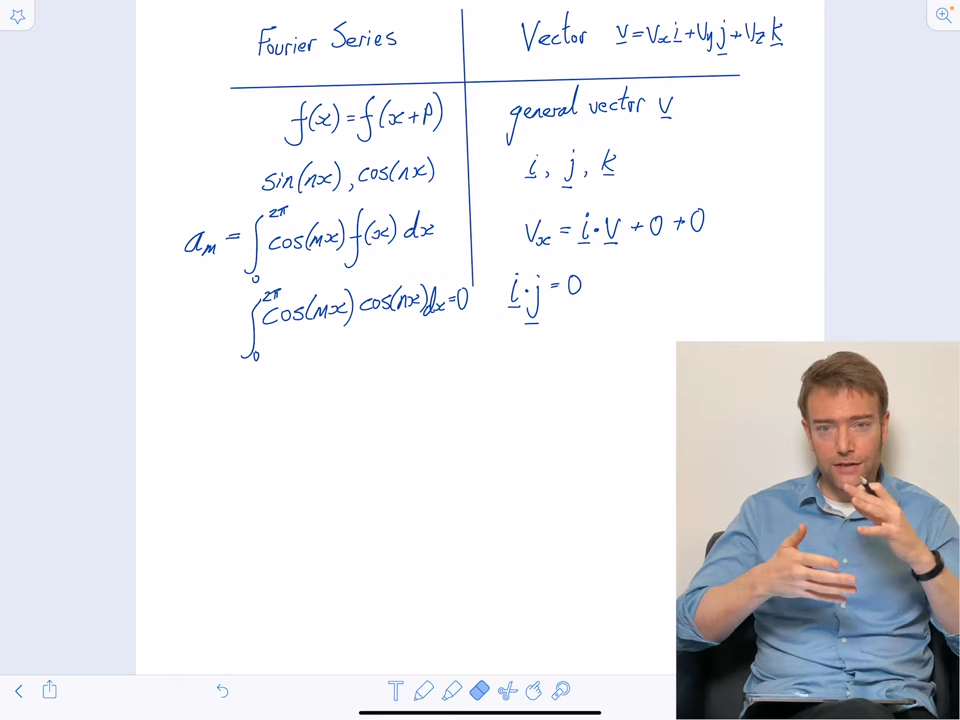 Fourier Series
Vector v = Vx i + Vy j + Vz k
f(x) = f(x+P)
general vector v
sin(nx), cos(nx)
i, j, k
aₘ = ∫₀^2π cos(mx) f(x) dx
Vx = i · v + 0 + 0
∫₀^2π cos(mx) cos(nx) dx = 0
i · j = 0
T